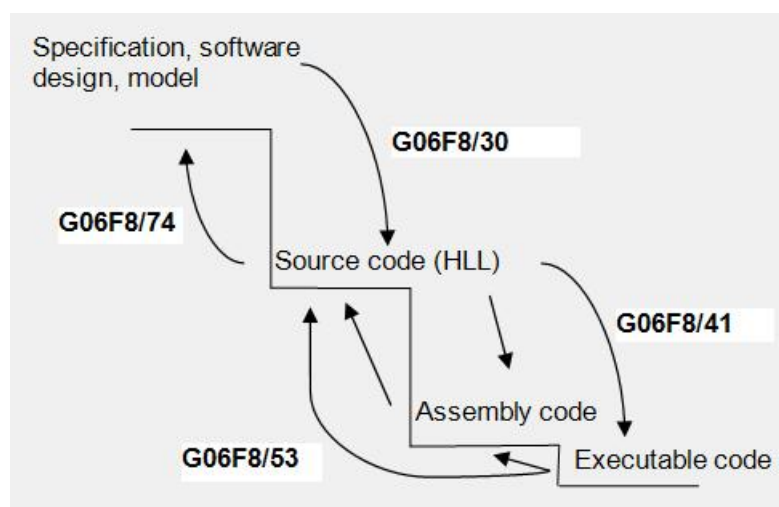 Specification, software
design, model
G06F8/30
G06F8/74
Source code (HLL)
G06F8/41
Assembly code
G06F8/53
Executable code